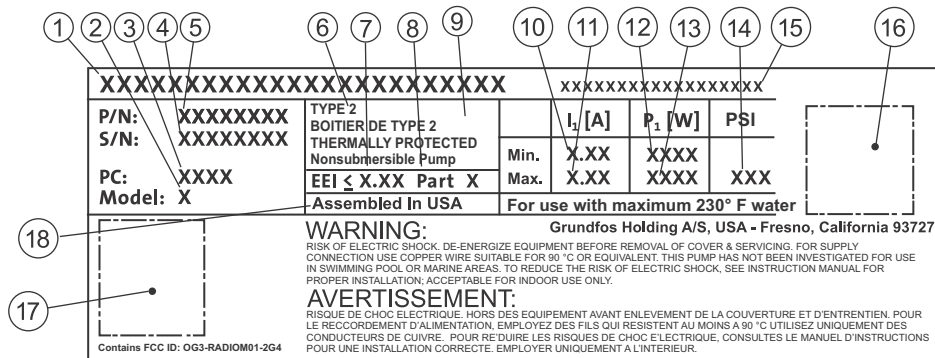 1 2 3 4 5 6 7 8 9 10 11 12 13 14 15 16
XXXXXXXXXXXXXXXXXXXXXXXXXX XXXXXXXXXXXXXXXXXXX
P/N: XXXXXXXX
S/N: XXXXXXXX
PC: XXXX
Model: X
TYPE 2
BOITIER DE TYPE 2
THERMALLY PROTECTED
Nonsubmersible Pump
EEI ≤ X.XX Part X
Assembled In USA
I1 [A] P1 [W] PSI
Min. X.XX XXXX
Max. X.XX XXXX XXX
For use with maximum 230° F water
18
17
Contains FCC ID: OG3-RADIOM01-2G4
Grundfos Holding A/S, USA - Fresno, California 93727
WARNING:
RISK OF ELECTRIC SHOCK. DE-ENERGIZE EQUIPMENT BEFORE REMOVAL OF COVER & SERVICING. FOR SUPPLY
CONNECTION USE COPPER WIRE SUITABLE FOR 90 °C OR EQUIVALENT. THIS PUMP HAS NOT BEEN INVESTIGATED FOR USE
IN SWIMMING POOL OR MARINE AREAS. TO REDUCE THE RISK OF ELECTRIC SHOCK, SEE INSTRUCTION MANUAL FOR
PROPER INSTALLATION; ACCEPTABLE FOR INDOOR USE ONLY.
AVERTISSEMENT:
RISQUE DE CHOC ELECTRIQUE. HORS DES EQUIPEMENT AVANT ENLEVEMENT DE LA COUVERTURE ET D'ENTRETIEN. POUR
LE RECCORDEMENT D'ALIMENTATION, EMPLOYEZ DES FILS QUI RESISTENT AU MOINS A 90 °C UTILISEZ UNIQUEMENT DES
CONDUCTEURS DE CUIVRE. POUR RE'DUIRE LES RISQUES DE CHOC E'LECTRIQUE, CONSULTES LE MANUEL D'INSTRUCTIONS
POUR UNE INSTALLATION CORRECTE. EMPLOYER UNIQUEMENT A L'INTERIEUR.